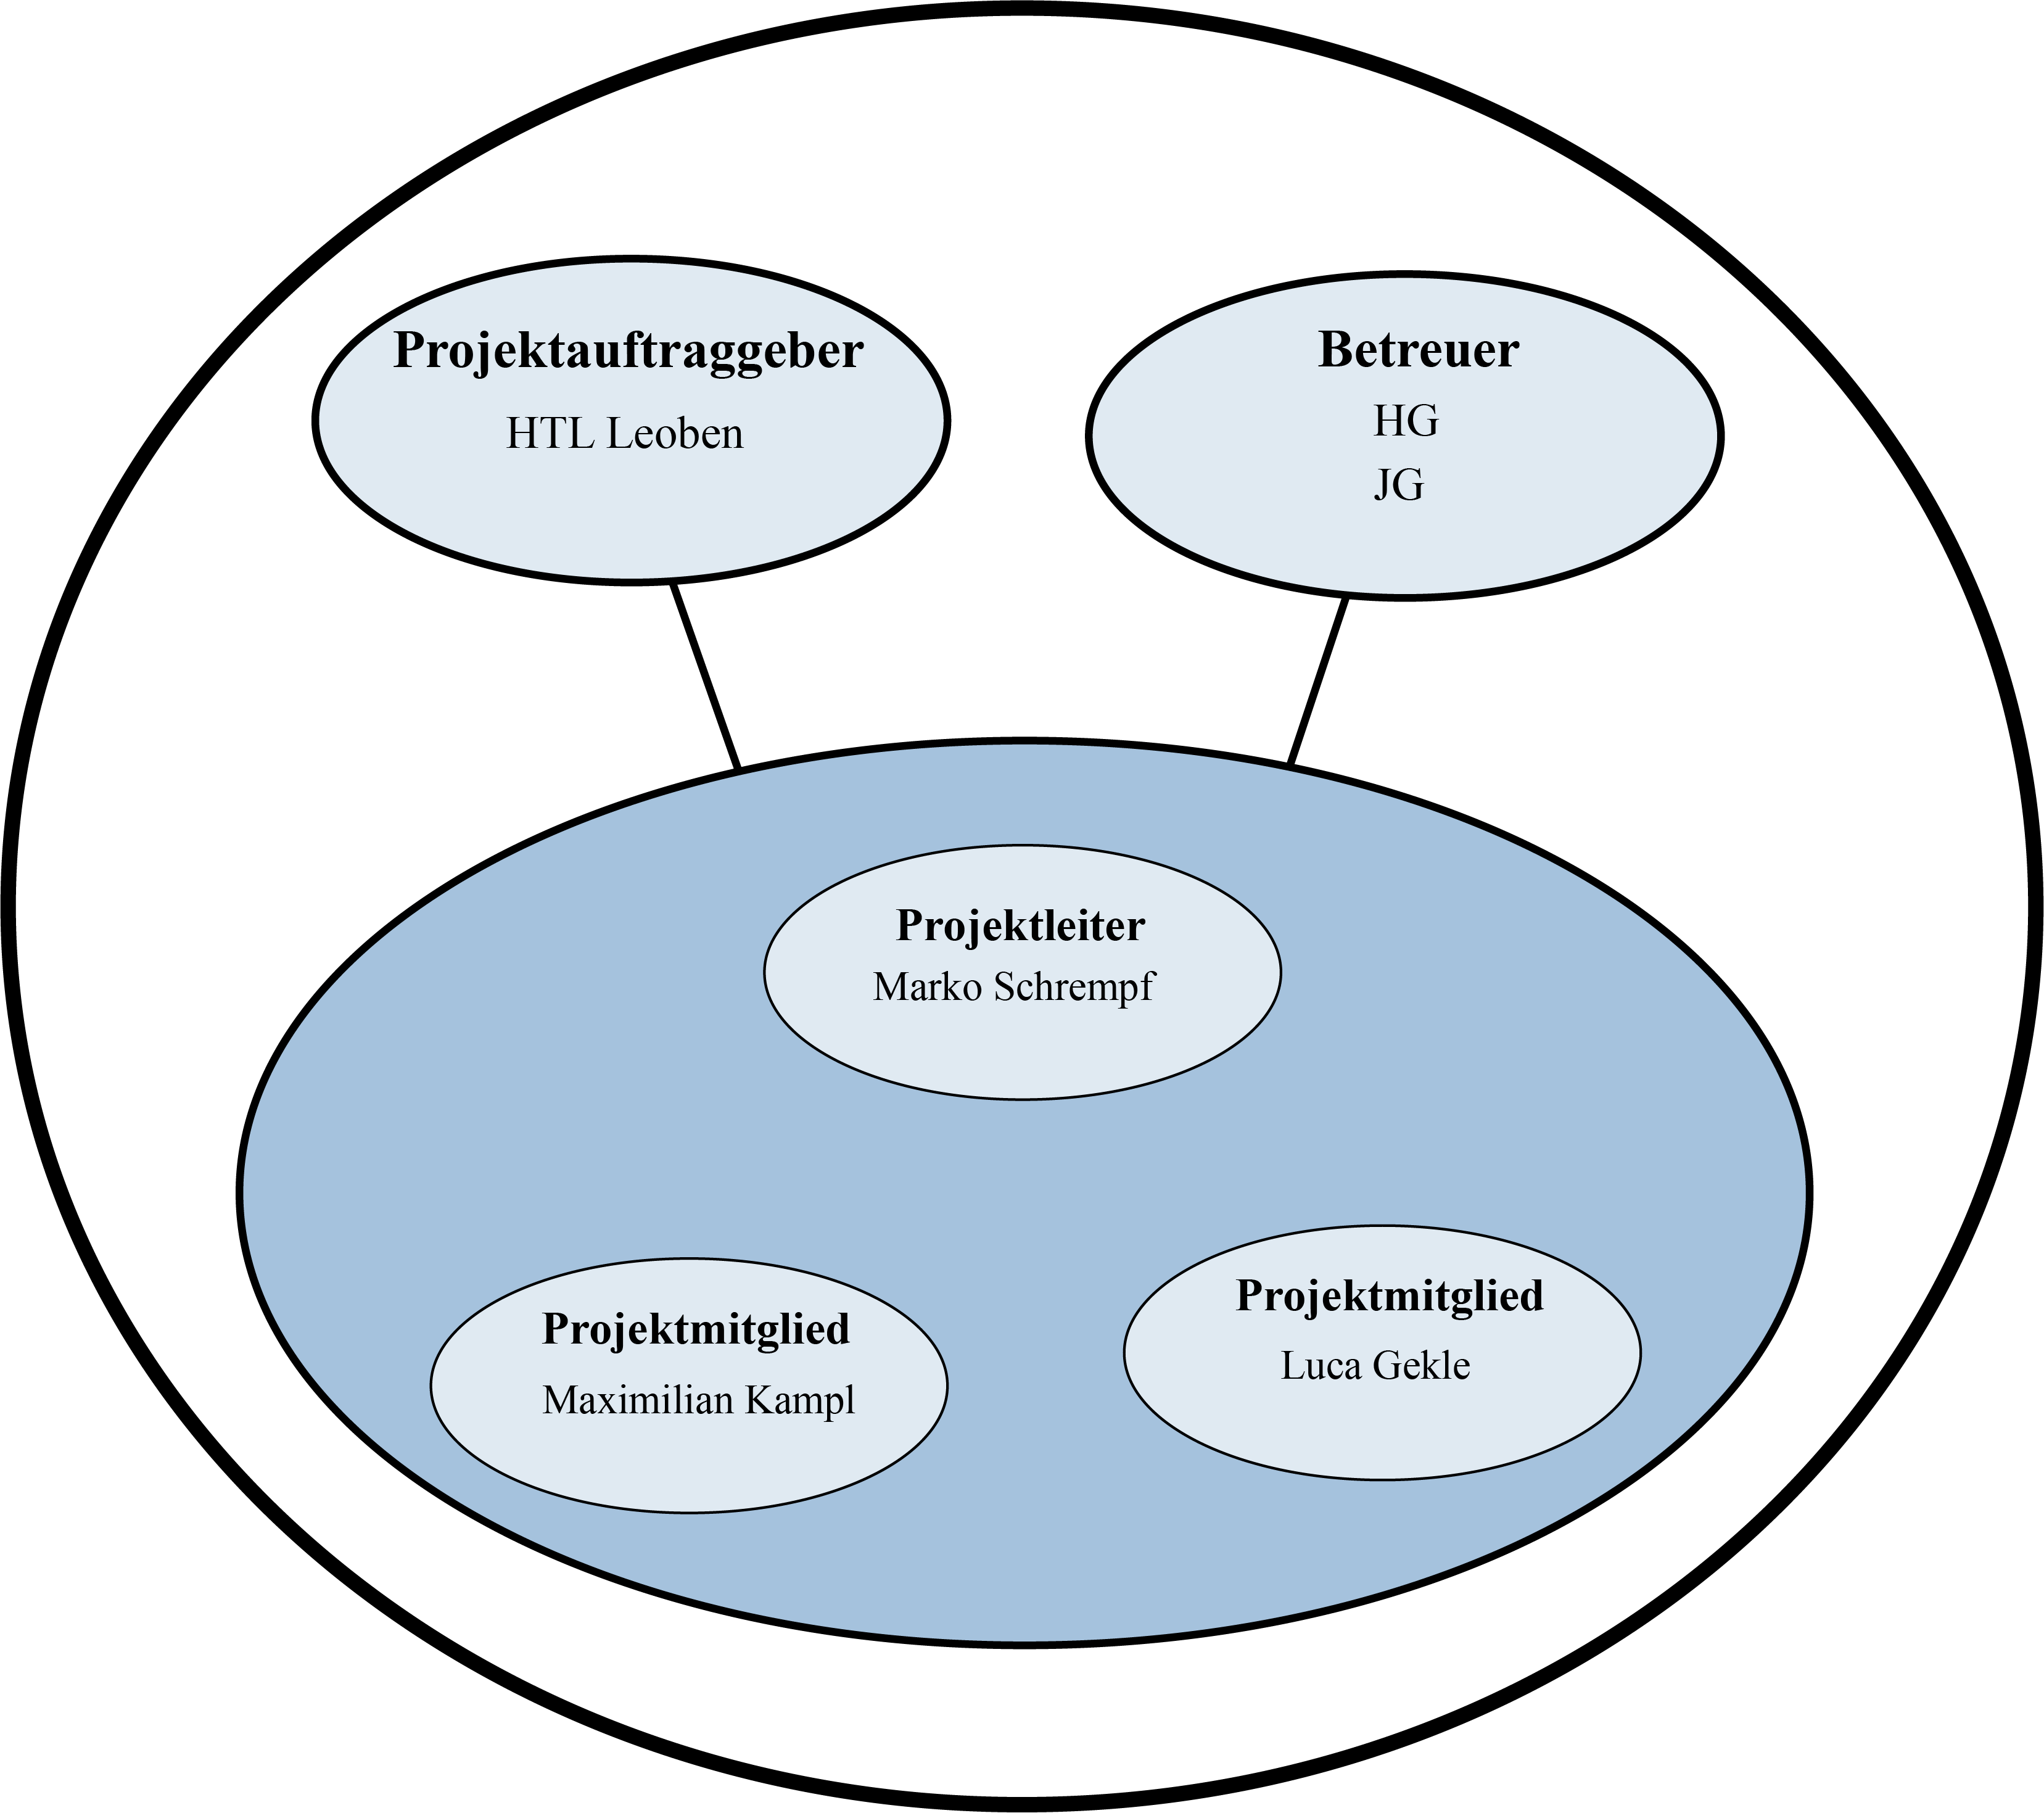 Projektauftraggeber
HTL Leoben
Betreuer
HG
JG
Projektleiter
Marko Schrempf
Projektmitglied
Maximilian Kampl
Projektmitglied
Luca Gekle